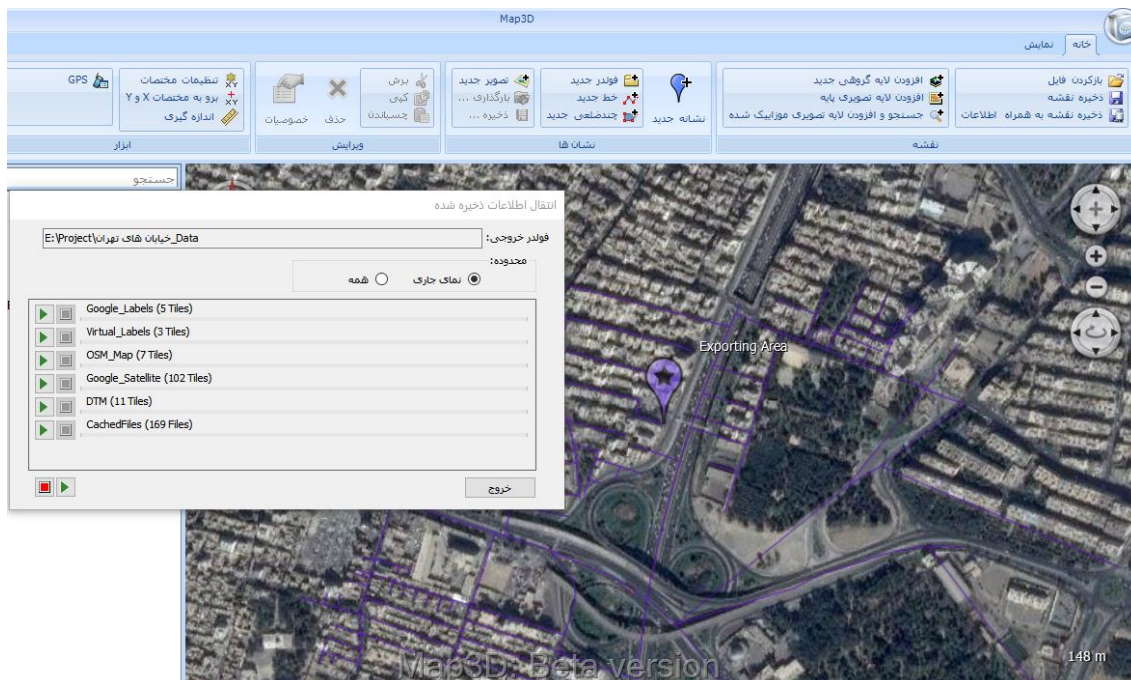 Map3D
خانه
نمایش
بازکردن فایل
ذخیره نقشه
ذخیره نقشه به همراه اطلاعات
افزودن لایه گروهی جدید
افزودن لایه تصویری پایه
جستجو و افزودن لایه تصویری موزاییک شده
نقشه
نشانه جدید
فولدر جدید
خط جدید
چندضلعی جدید
تصویر جدید
بارگذاری ...
ذخیره ...
نشان ها
برش
کپی
چسباندن
حذف
خصوصیات
ویرایش
تنظیمات مختصات
برو به مختصات X و Y
اندازه گیری
GPS
ابزار
جستجو
انتقال اطلاعات ذخیره شده
فولدر خروجی:
E:\Project\خیابان های تهران_Data
محدوده:
نمای جاری
همه
Google_Labels (5 Tiles)
Virtual_Labels (3 Tiles)
OSM_Map (7 Tiles)
Google_Satellite (102 Tiles)
DTM (11 Tiles)
CachedFiles (169 Files)
خروج
Exporting Area
Map3D: Beta version
148 m